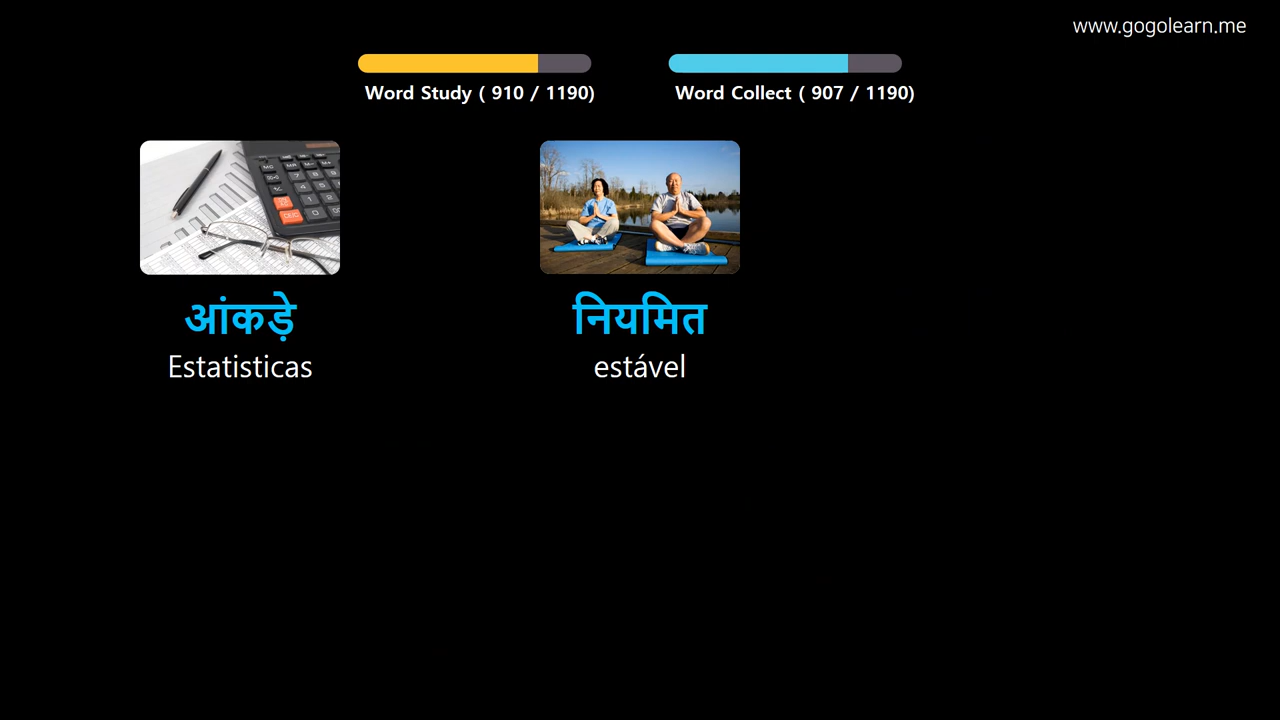 www.gogolearn.me
Word Study ( 910 / 1190)
Word Collect ( 907 / 1190)
आंकड़े
Estatisticas
नियमित
estável